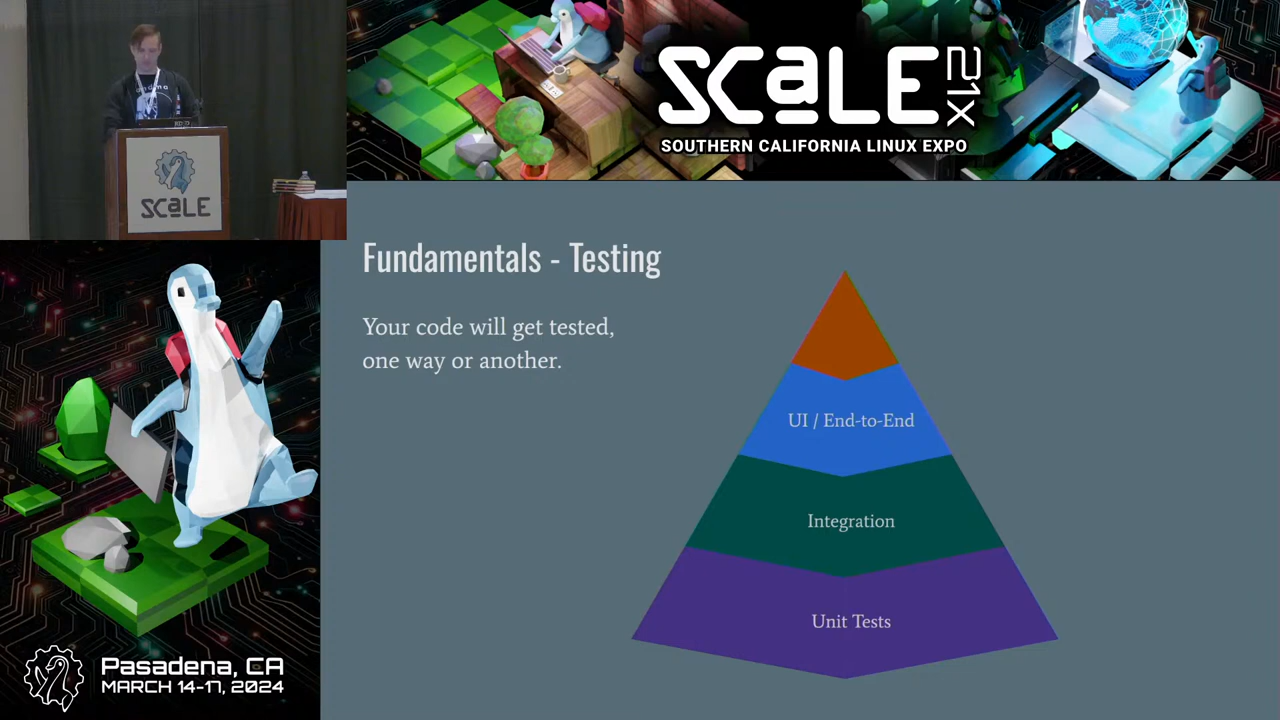 SCaLE 21X
SOUTHERN CALIFORNIA LINUX EXPO
SCaLE
Fundamentals - Testing
Your code will get tested,
one way or another.
UI / End-to-End
Integration
Unit Tests
Pasadena, CA
MARCH 14-17, 2024